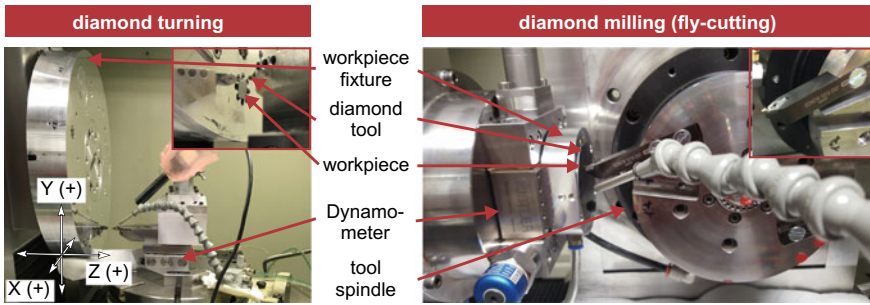 diamond turning
diamond milling (fly-cutting)
workpiece
fixture
diamond
tool
workpiece
Dynamo-
meter
tool
spindle
Y (+)
X (+)
Z (+)